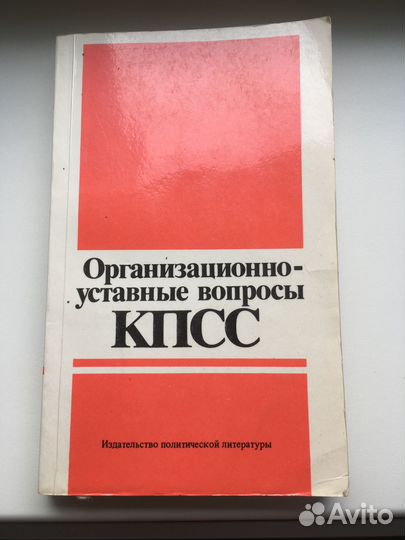 Организационно-
уставные вопросы
КПСС
Издательство политической литературы
Avito